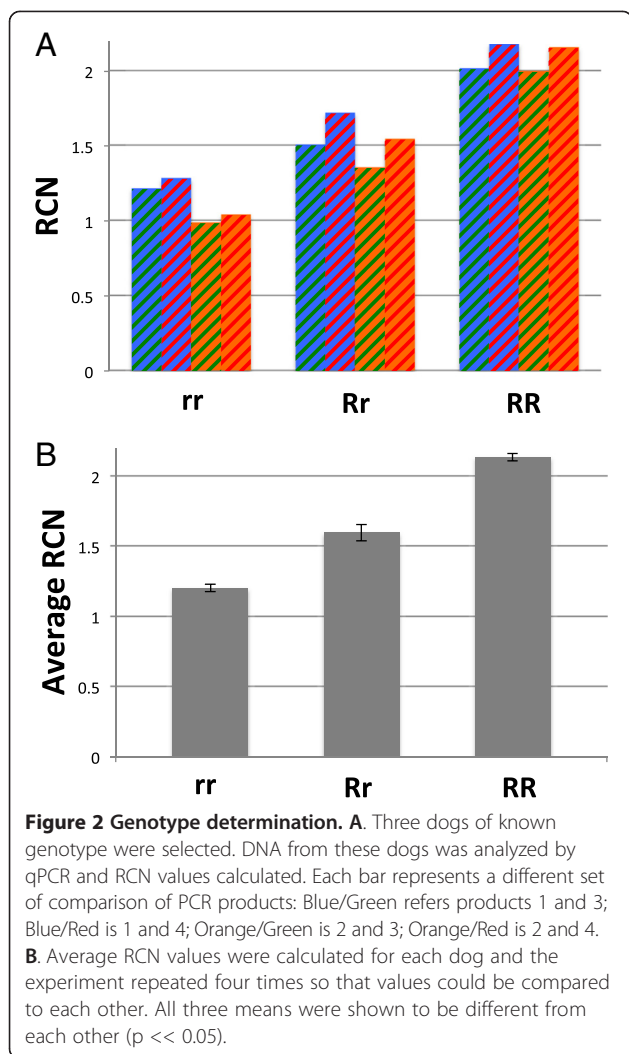 A
RCN
2
1.5
1
0.5
0
rr Rr RR
B
Average RCN
2
1.5
1
0.5
0
rr Rr RR
Figure 2 Genotype determination. A. Three dogs of known
genotype were selected. DNA from these dogs was analyzed by
qPCR and RCN values calculated. Each bar represents a different set
of comparison of PCR products: Blue/Green refers products 1 and 3;
Blue/Red is 1 and 4; Orange/Green is 2 and 3; Orange/Red is 2 and 4.
B. Average RCN values were calculated for each dog and the
experiment repeated four times so that values could be compared
to each other. All three means were shown to be different from
each other (p << 0.05).